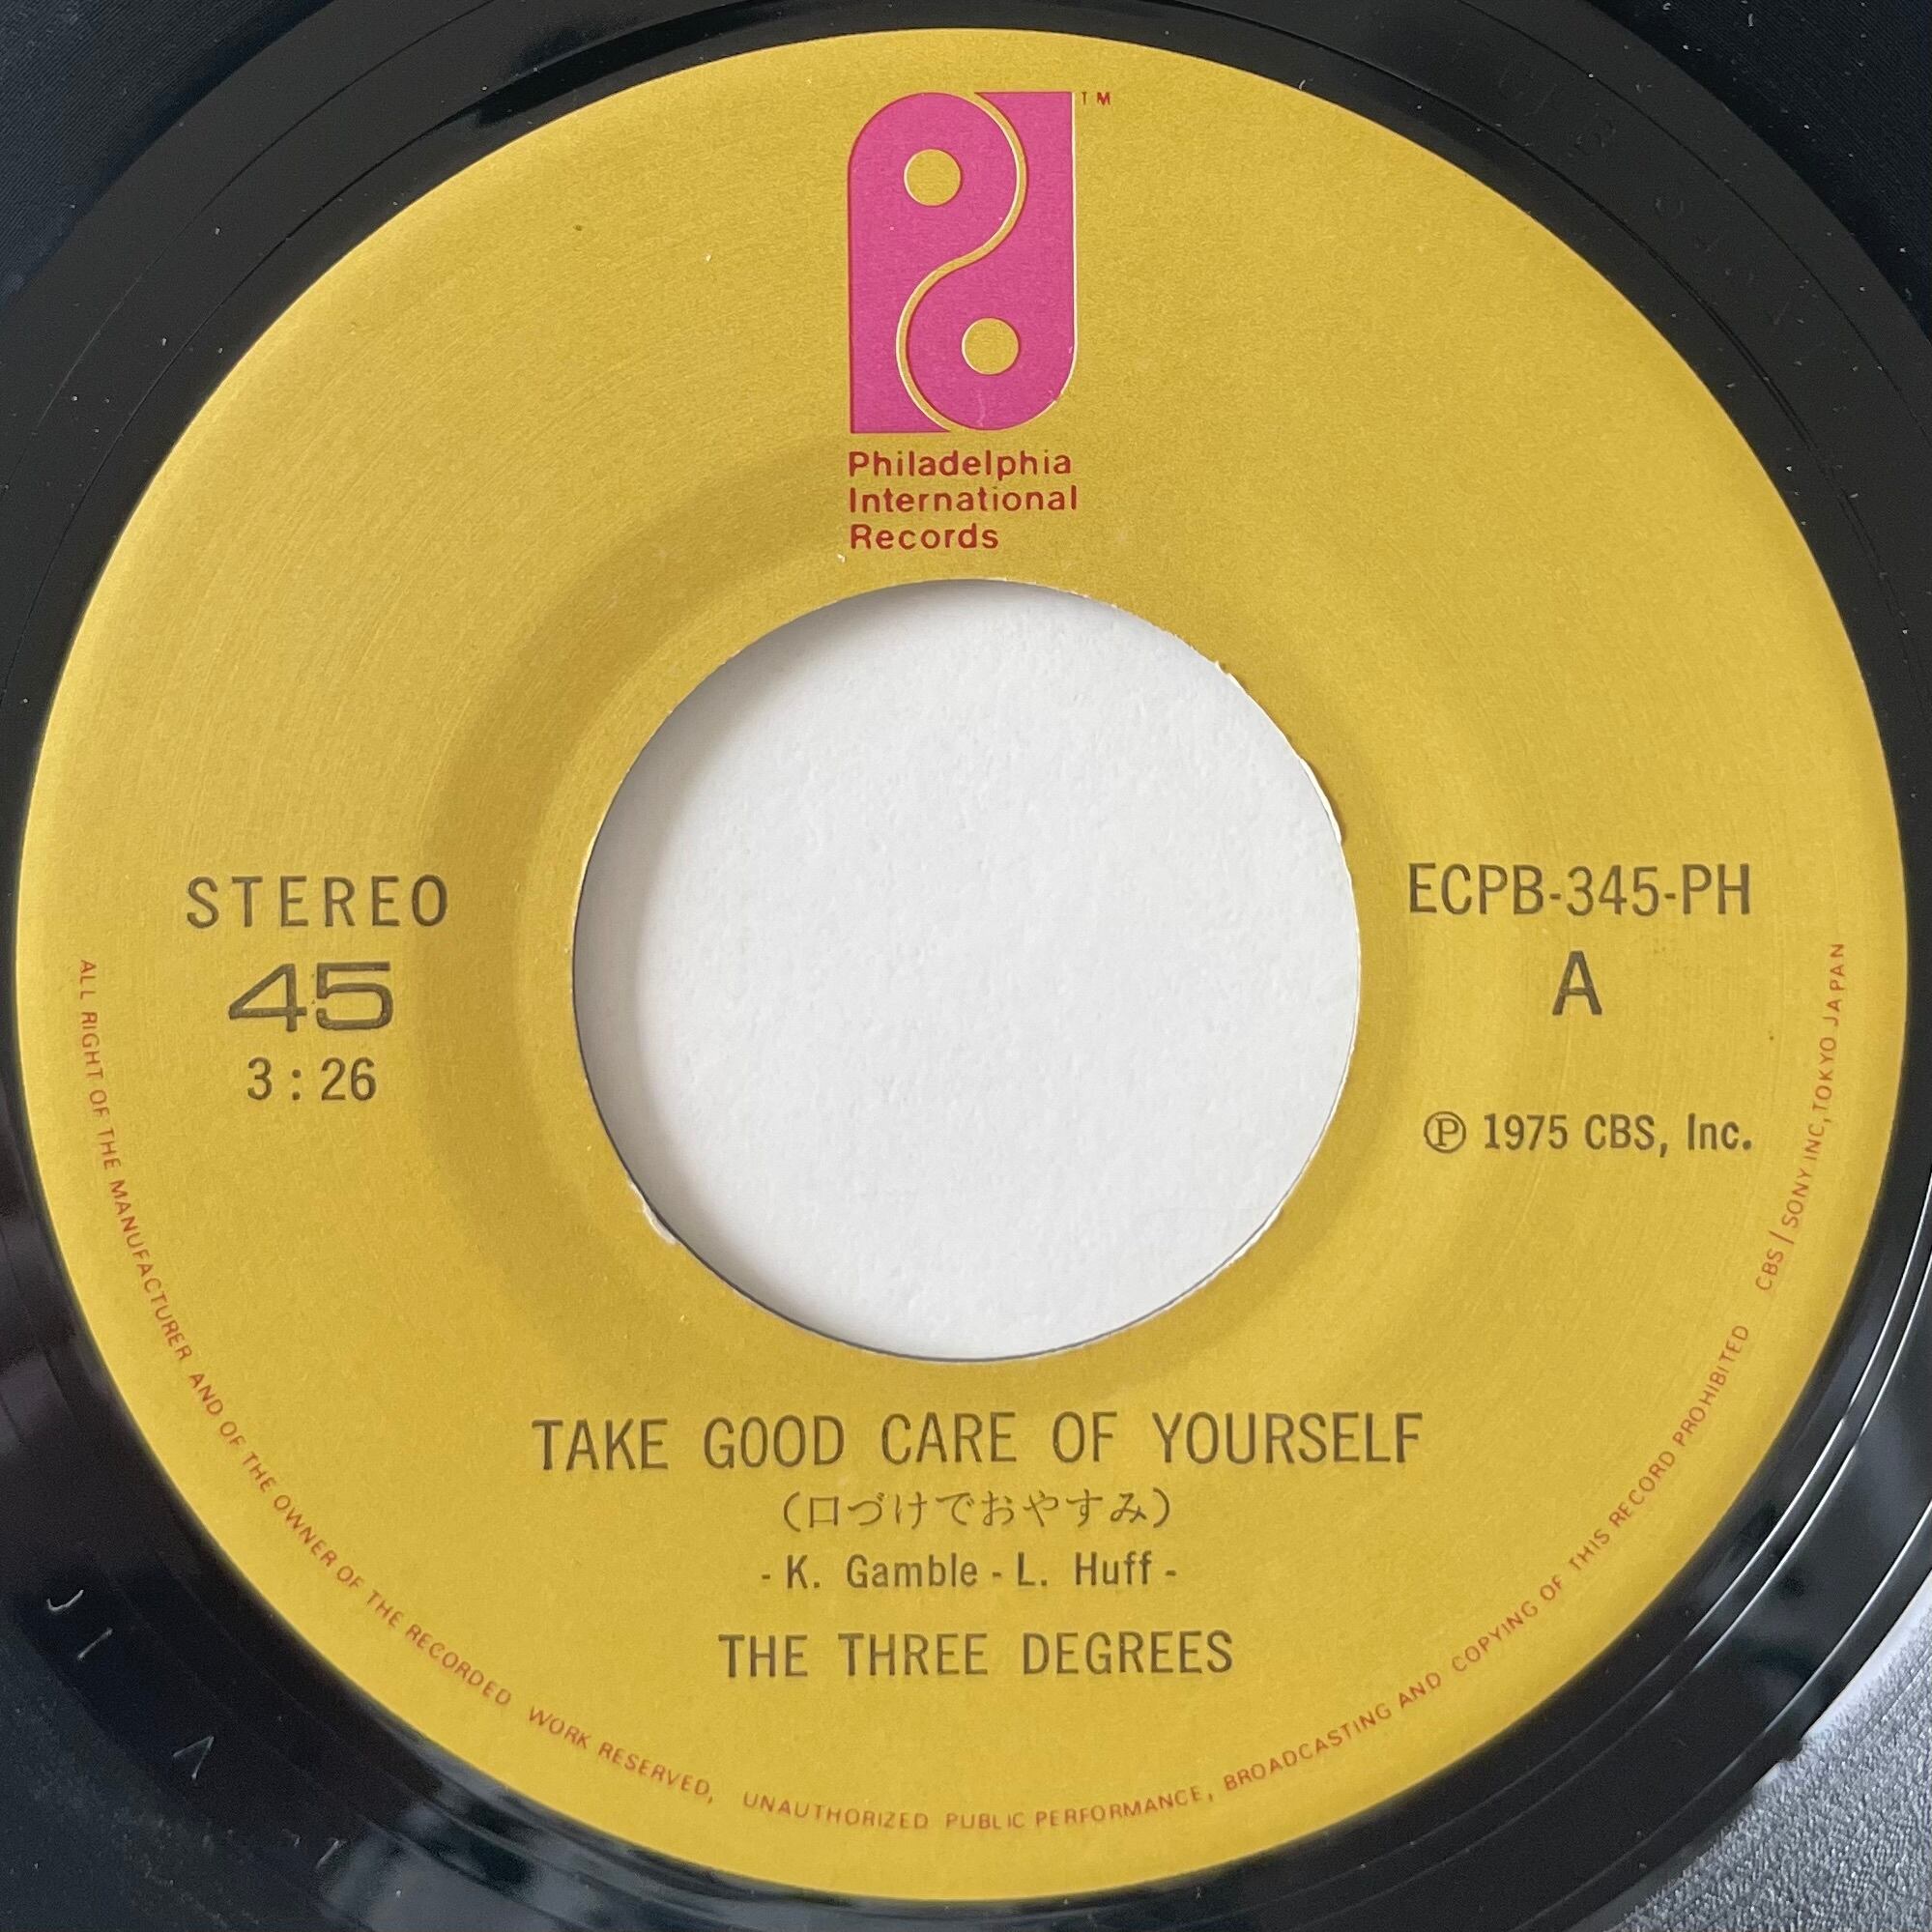 TM
Philadelphia
International
Records
STEREO
45
3:26
ECPB-345-PH
A
Ⓟ 1975 CBS, Inc.
TAKE GOOD CARE OF YOURSELF
(口づけでおやすみ)
- K. Gamble - L. Huff -
THE THREE DEGREES
ALL RIGHT OF THE MANUFACTURER AND OF THE OWNER OF THE RECORDED WORK RESERVED, UNAUTHORIZED PUBLIC PERFORMANCE, BROADCASTING AND COPYING OF THIS RECORD PROHIBITED CBS/SONY INC, TOKYO JAPAN